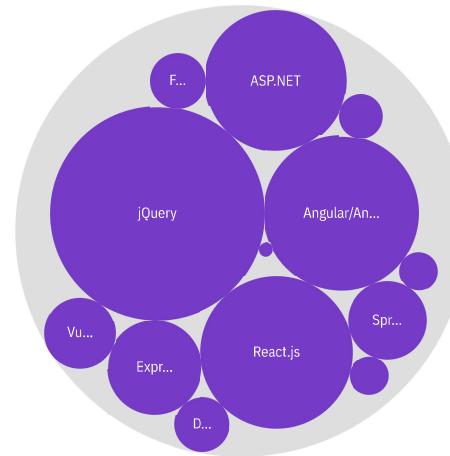 F...
ASP.NET
jQuery
Angular/An...
Spr...
Vu...
React.js
Expr...
D...